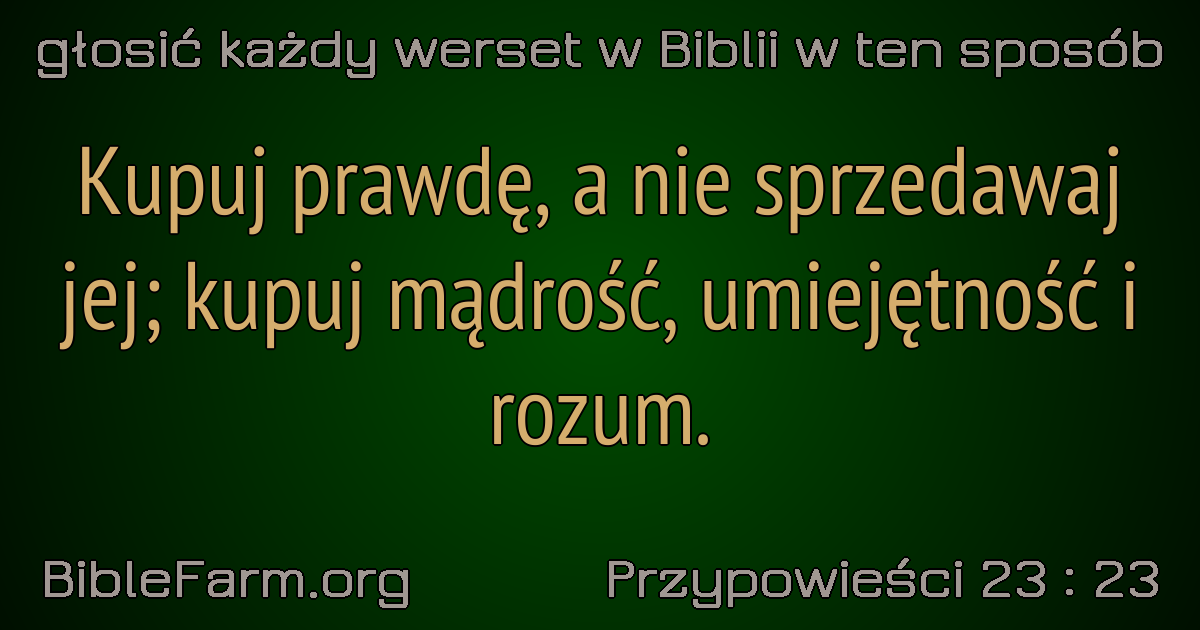 głosić każdy werset w Biblii w ten sposób
Kupuj prawdę, a nie sprzedawaj
jej; kupuj mądrość, umiejętność i
rozum.
BibleFarm.org
Przypowieści 23 : 23